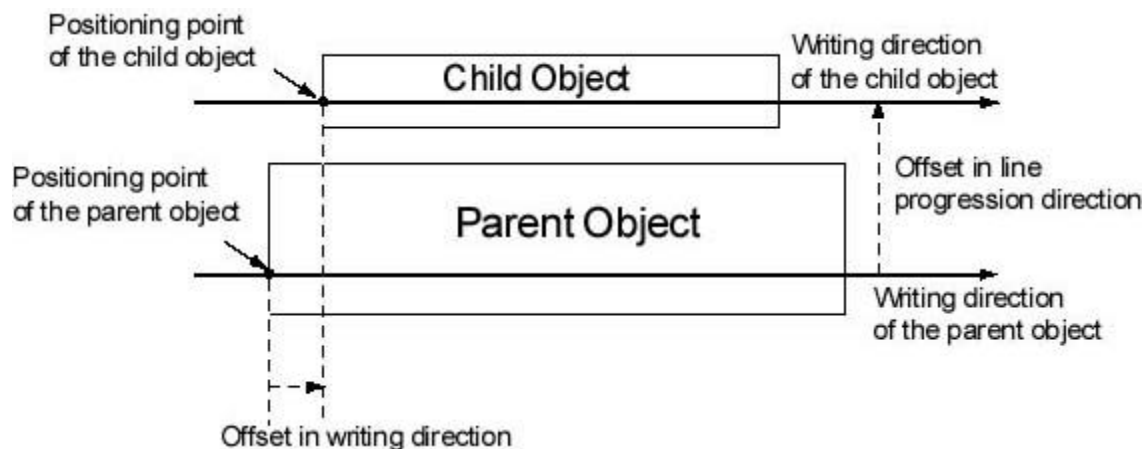 Positioning point
of the child object
Child Object
Writing direction
of the child object
Positioning point
of the parent object
Parent Object
Offset in line
progression direction
Writing direction
of the parent object
Offset in writing direction